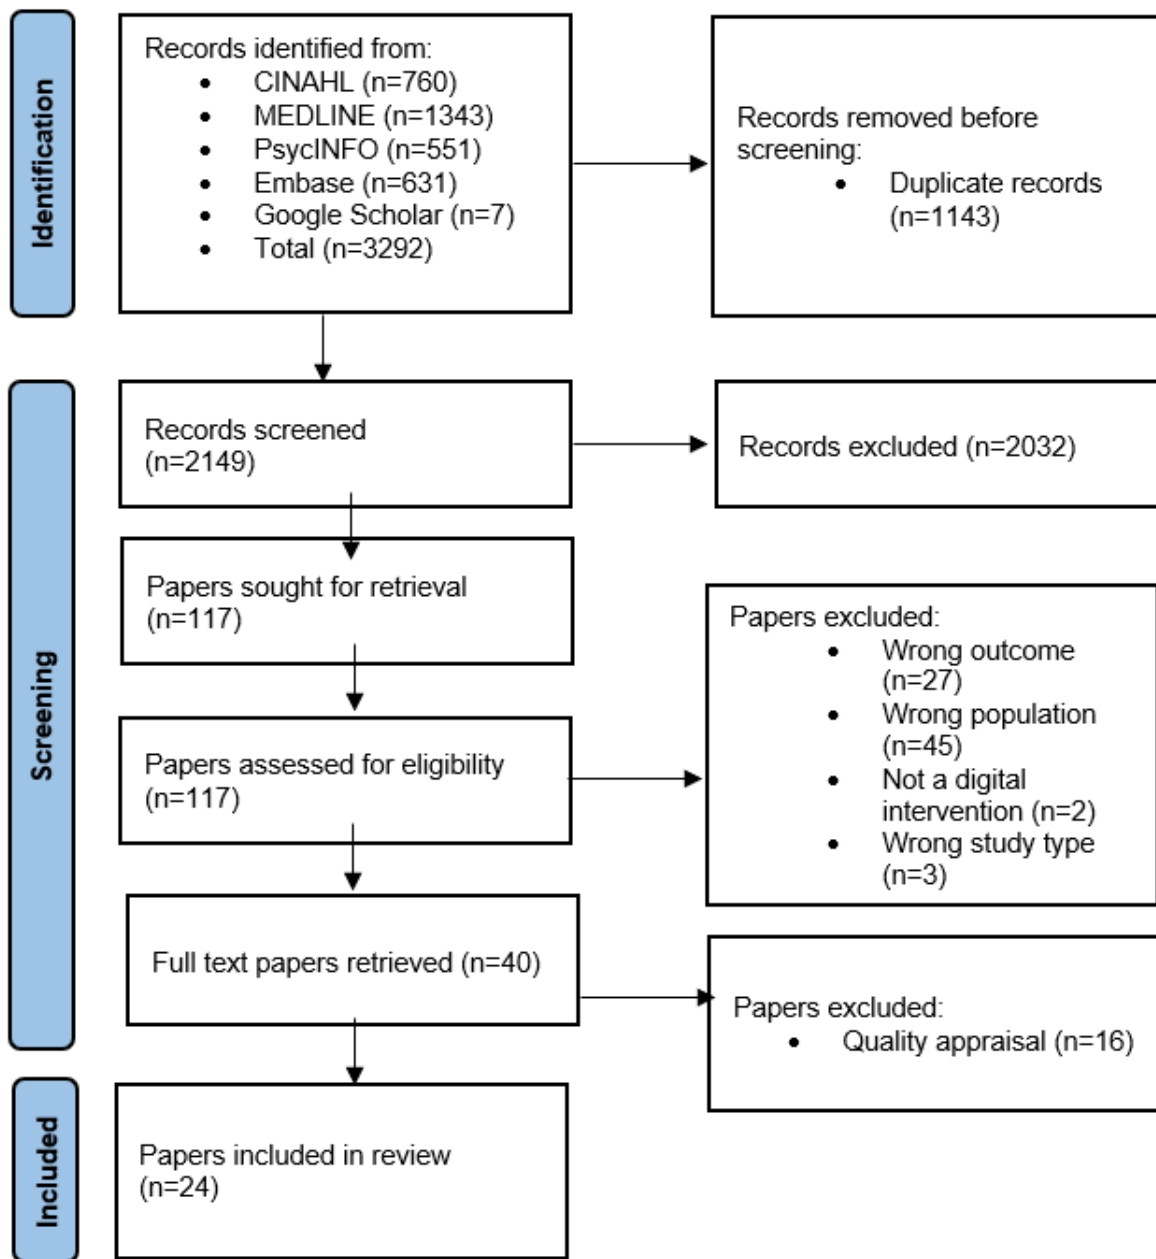 Identification
Records identified from:
• CINAHL (n=760)
• MEDLINE (n=1343)
• PsycINFO (n=551)
• Embase (n=631)
• Google Scholar (n=7)
• Total (n=3292)
Records removed before
screening:
• Duplicate records
(n=1143)
Screening
Records screened
(n=2149)
Records excluded (n=2032)
Papers sought for retrieval
(n=117)
Papers assessed for eligibility
(n=117)
Papers excluded:
• Wrong outcome
(n=27)
• Wrong population
(n=45)
• Not a digital
intervention (n=2)
• Wrong study type
(n=3)
Full text papers retrieved (n=40)
Papers excluded:
• Quality appraisal (n=16)
Included
Papers included in review
(n=24)